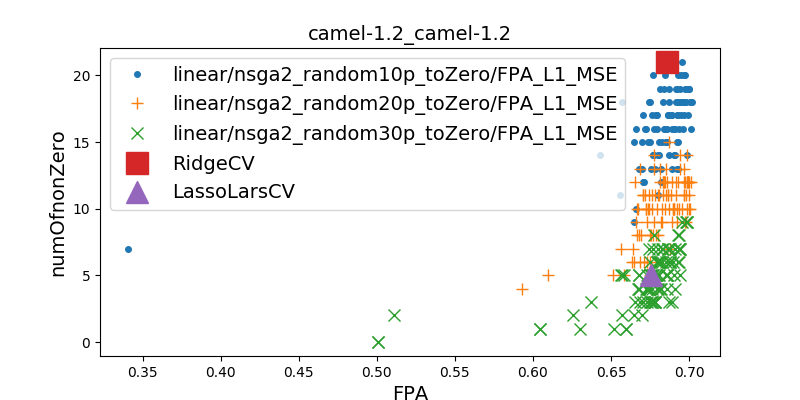 camel-1.2_camel-1.2
linear/nsga2_random10p_toZero/FPA_L1_MSE
linear/nsga2_random20p_toZero/FPA_L1_MSE
linear/nsga2_random30p_toZero/FPA_L1_MSE
RidgeCV
LassoLarsCV
numOfnonZero
20
15
10
5
0
0.35 0.40 0.45 0.50 0.55 0.60 0.65 0.70
FPA